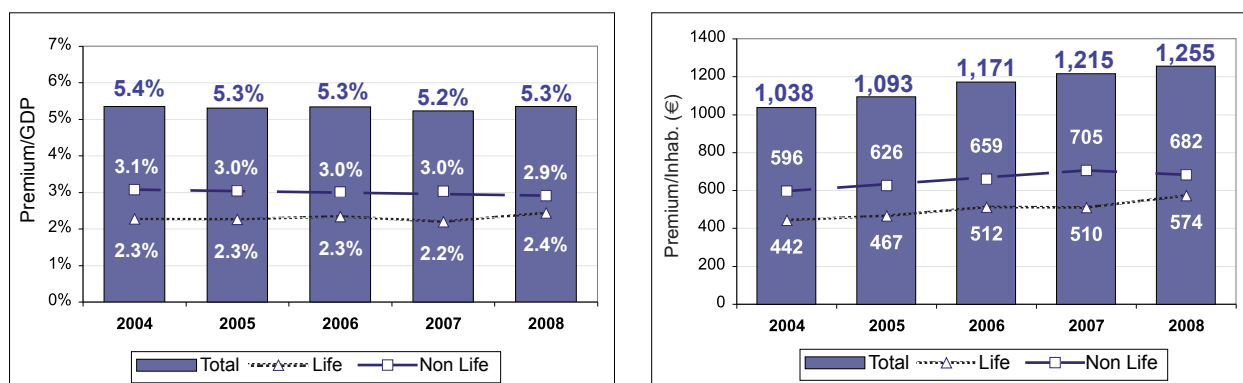 7%
6%
5%
4%
3%
2%
1%
0%
Premium/GDP
5.4% 5.3% 5.3% 5.2% 5.3%
3.1% 3.0% 3.0% 3.0% 2.9%
2.3% 2.3% 2.3% 2.2% 2.4%
2004 2005 2006 2007 2008
Total Life Non Life
1400
1200
1000
800
600
400
200
0
Premium/Inhab. (€)
1,038 1,093 1,171 1,215 1,255
596 626 659 705 682
442 467 512 510 574
2004 2005 2006 2007 2008
Total Life Non Life